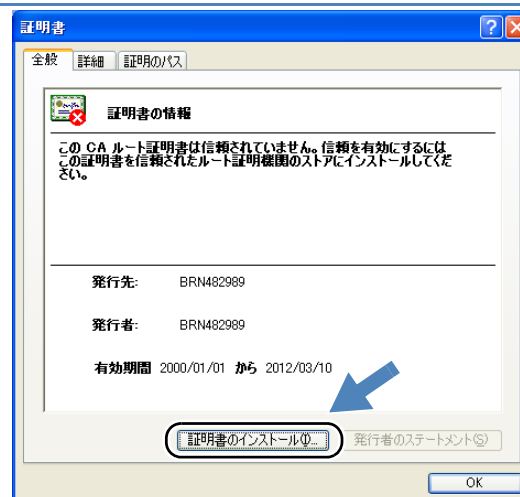 証明書
全般 詳細 証明のパス
証明書の情報
この CA ルート証明書は信頼されていません。信頼を有効にするには
この証明書を信頼されたルート証明機関のストアにインストールしてくだ
さい。
発行先: BRN482989
発行者: BRN482989
有効期間 2000/01/01 から 2012/03/10
証明書のインストール(I)... 発行者のステートメント(S)
OK